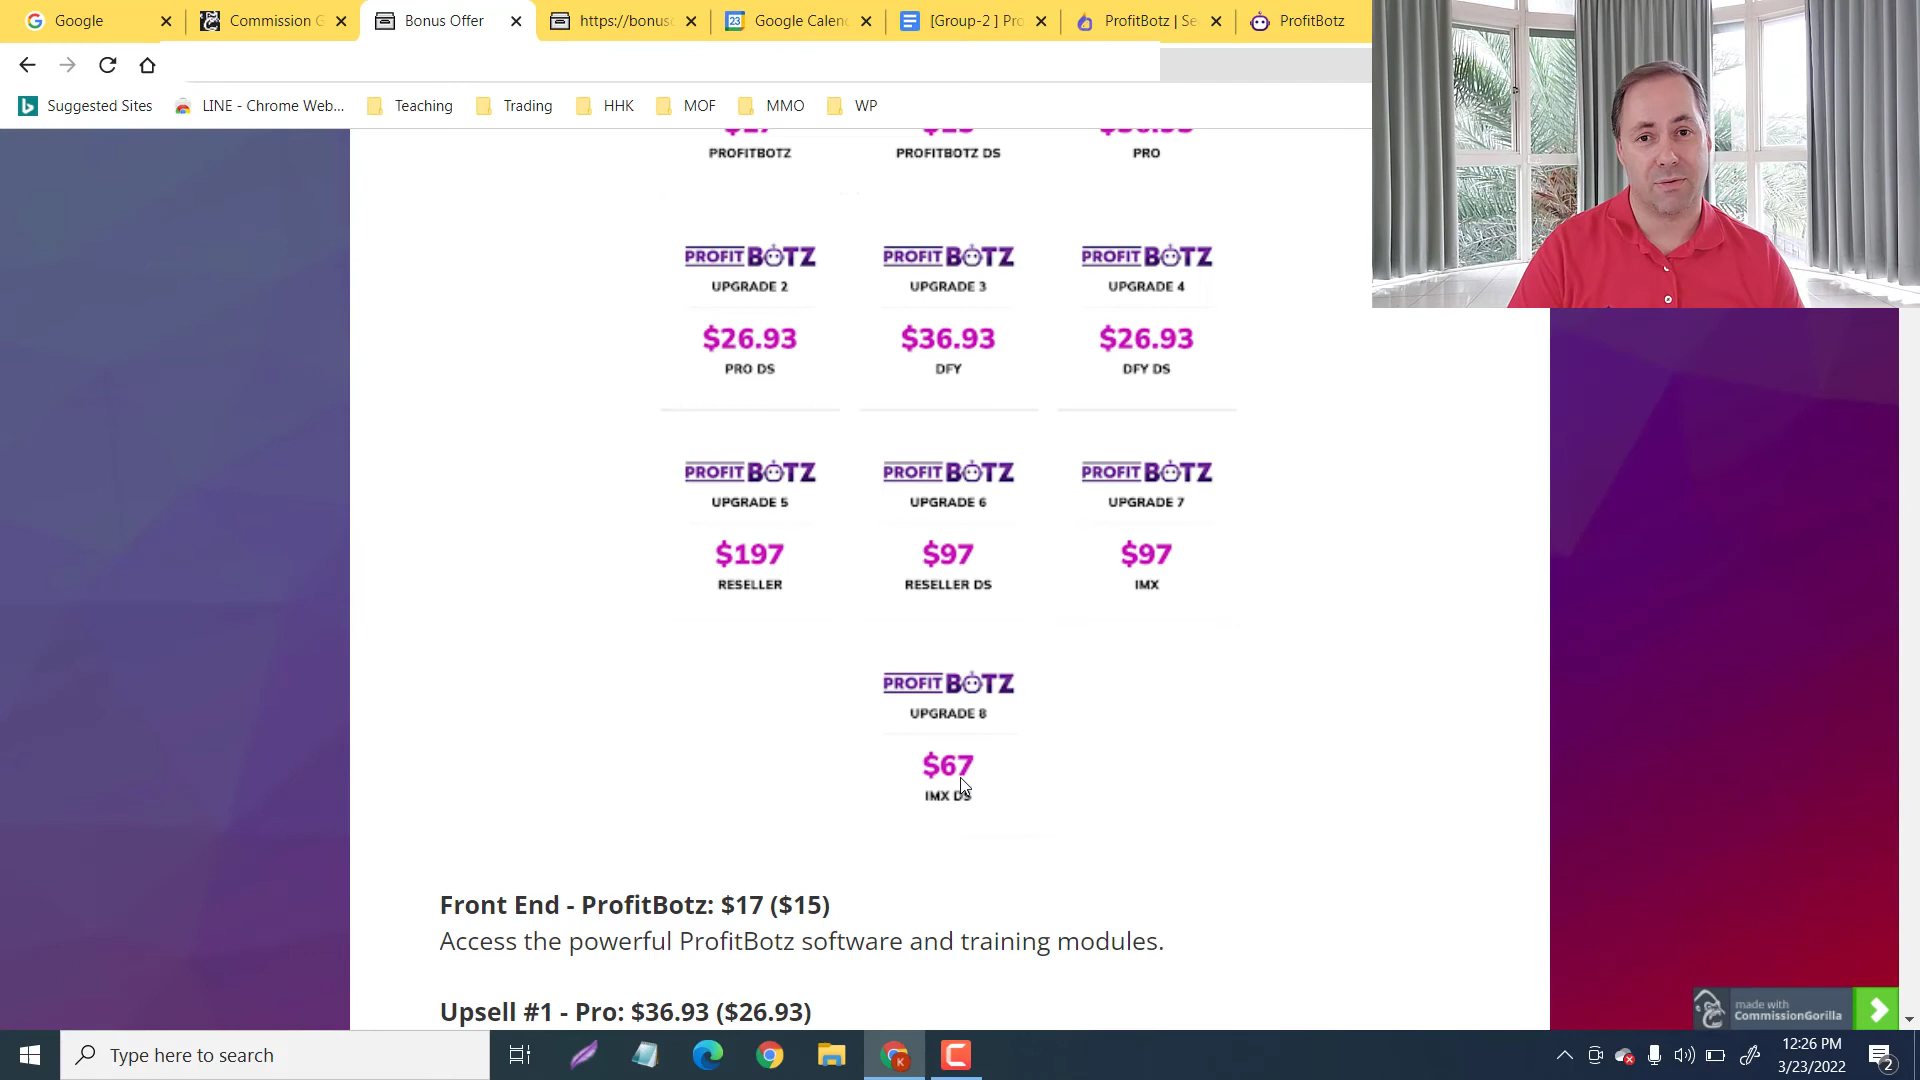 Google
Commission G
Bonus Offer
https://bonus
Google Calen
[Group-2 ] Pro
ProfitBotz | Se
ProfitBotz
Suggested Sites
LINE - Chrome Web...
Teaching
Trading
HHK
MOF
MMO
WP
PROFITBOTZ
PROFITBOTZ DS
PRO
PROFIT BOTZ
PROFIT BOTZ
PROFIT BOTZ
UPGRADE 2
UPGRADE 3
UPGRADE 4
$26.93
$36.93
$26.93
PRO DS
DFY
DFY DS
PROFIT BOTZ
PROFIT BOTZ
PROFIT BOTZ
UPGRADE 5
UPGRADE 6
UPGRADE 7
$197
$97
$97
RESELLER
RESELLER DS
IMX
PROFIT BOTZ
UPGRADE 8
$67
IMX DS
Front End - ProfitBotz: $17 ($15)
Access the powerful ProfitBotz software and training modules.
Upsell #1 - Pro: $36.93 ($26.93)
made with
CommissionGorilla
Type here to search
12:26 PM
3/23/2022
2